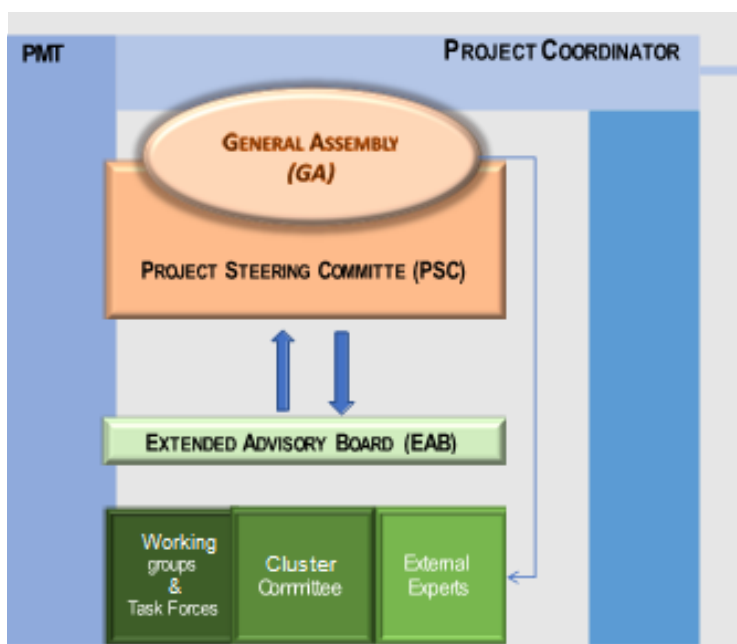 PMT
PROJECT COORDINATOR
GENERAL ASSEMBLY
(GA)
PROJECT STEERING COMMITTE (PSC)
EXTENDED ADVISORY BOARD (EAB)
Working
groups
&
Task Forces
Cluster
Committee
External
Experts